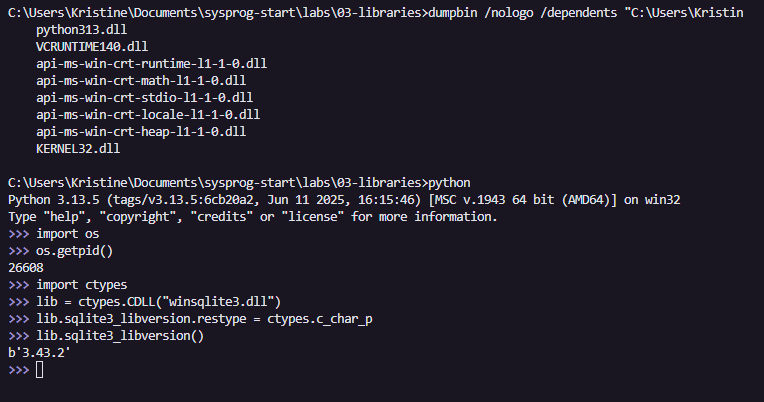 C:\Users\Kristine\Documents\sysprog-start\labs\03-libraries>dumpbin /nologo /dependents "C:\Users\Kristin
python313.dll
VCRUNTIME140.dll
api-ms-win-crt-runtime-l1-1-0.dll
api-ms-win-crt-math-l1-1-0.dll
api-ms-win-crt-stdio-l1-1-0.dll
api-ms-win-crt-locale-l1-1-0.dll
api-ms-win-crt-heap-l1-1-0.dll
KERNEL32.dll
C:\Users\Kristine\Documents\sysprog-start\labs\03-libraries>python
Python 3.13.5 (tags/v3.13.5:6cb20a2, Jun 11 2025, 16:15:46) [MSC v.1943 64 bit (AMD64)] on win32
Type "help", "copyright", "credits" or "license" for more information.
>>> import os
>>> os.getpid()
26608
>>> import ctypes
>>> lib = ctypes.CDLL("winsqlite3.dll")
>>> lib.sqlite3_libversion.restype = ctypes.c_char_p
>>> lib.sqlite3_libversion()
b'3.43.2'
>>>